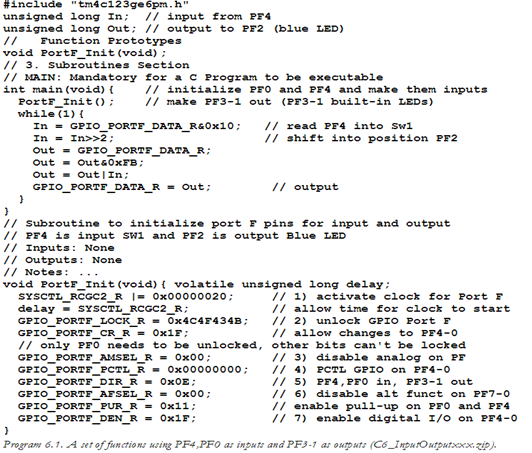 #include "tm4c123ge6pm.h"
unsigned long In;  // input from PF4
unsigned long Out; // output to PF2 (blue LED)
//   Function Prototypes
void PortF_Init(void);
// 3. Subroutines Section
// MAIN: Mandatory for a C Program to be executable
int main(void){    // initialize PF0 and PF4 and make them inputs
  PortF_Init();    // make PF3-1 out (PF3-1 built-in LEDs)
  while(1){
    In = GPIO_PORTF_DATA_R&0x10;   // read PF4 into Sw1
    In = In>>2;                    // shift into position PF2
    Out = GPIO_PORTF_DATA_R;
    Out = Out&0xFB;
    Out = Out|In;
    GPIO_PORTF_DATA_R = Out;        // output
  }
}
// Subroutine to initialize port F pins for input and output
// PF4 is input SW1 and PF2 is output Blue LED
// Inputs: None
// Outputs: None
// Notes: ...
void PortF_Init(void){ volatile unsigned long delay;
  SYSCTL_RCGC2_R |= 0x00000020;     // 1) activate clock for Port F
  delay = SYSCTL_RCGC2_R;           // allow time for clock to start
  GPIO_PORTF_LOCK_R = 0x4C4F434B;   // 2) unlock GPIO Port F
  GPIO_PORTF_CR_R = 0x1F;           // allow changes to PF4-0
  // only PF0 needs to be unlocked, other bits can't be locked
  GPIO_PORTF_AMSEL_R = 0x00;        // 3) disable analog on PF
  GPIO_PORTF_PCTL_R = 0x00000000;   // 4) PCTL GPIO on PF4-0
  GPIO_PORTF_DIR_R = 0x0E;          // 5) PF4,PF0 in, PF3-1 out
  GPIO_PORTF_AFSEL_R = 0x00;        // 6) disable alt funct on PF7-0
  GPIO_PORTF_PUR_R = 0x11;          // enable pull-up on PF0 and PF4
  GPIO_PORTF_DEN_R = 0x1F;          // 7) enable digital I/O on PF4-0
}
Program 6.1. A set of functions using PF4,PF0 as inputs and PF3-1 as outputs (C6_InputOutputxxx.zip).